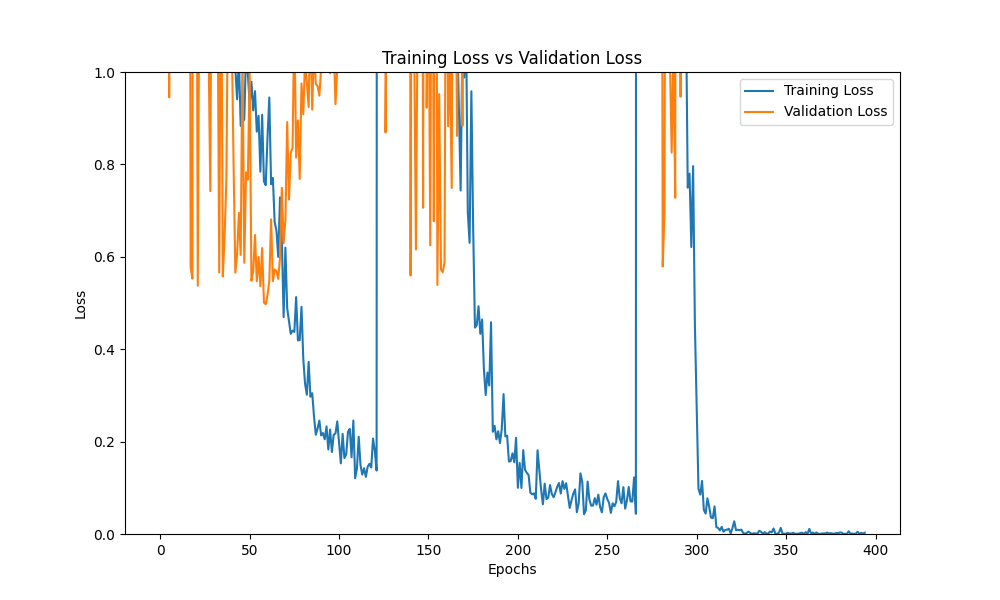 Training Loss vs Validation Loss
Training Loss
Validation Loss
1.0
0.8
0.6
0.4
0.2
0.0
Loss
0 50 100 150 200 250 300 350 400
Epochs